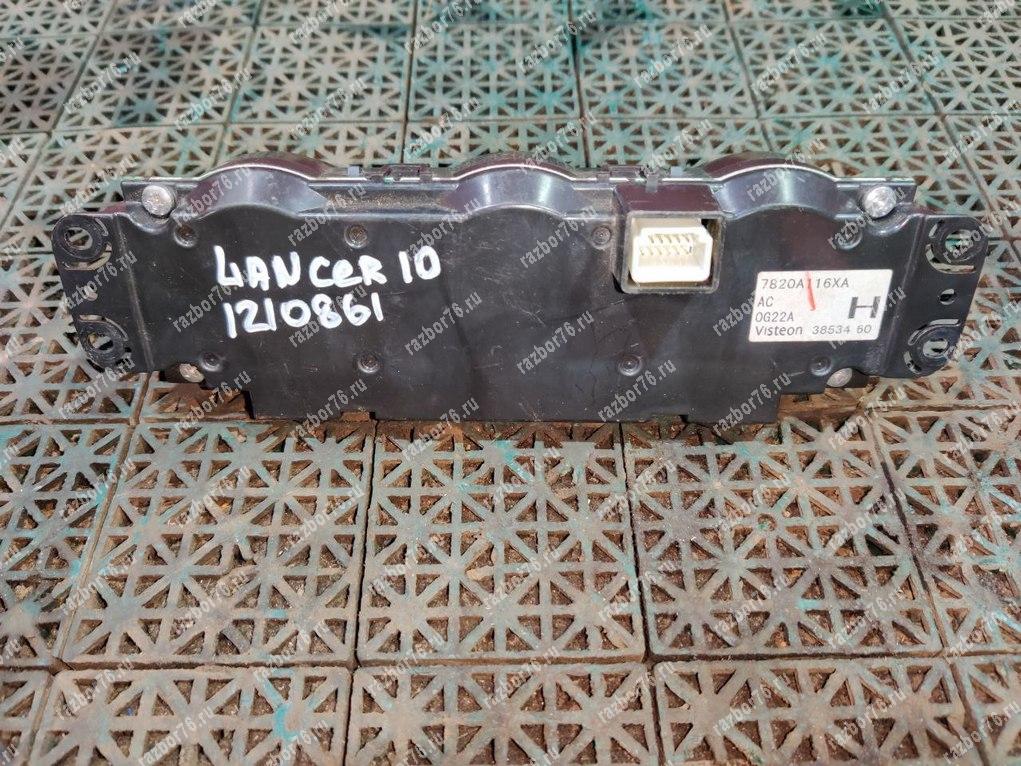 LANCER 10
1210861
7820A116XA
AC
0G22A
H
Visteon 38534 60
razbor76.ru